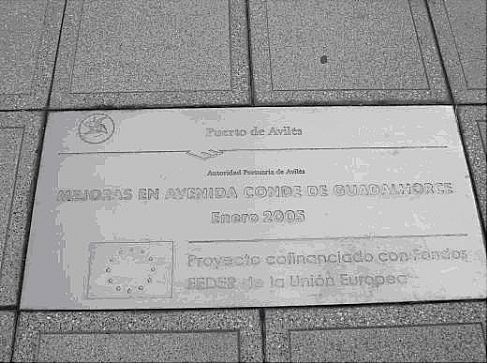 Puerto de Avilés
Autoridad Portuaria de Avilés
MEJORAS EN AVENIDA CONDE DE GUADALHORCE
Enero 2005
Proyecto cofinanciado con Fondos
FEDER de la Unión Europea